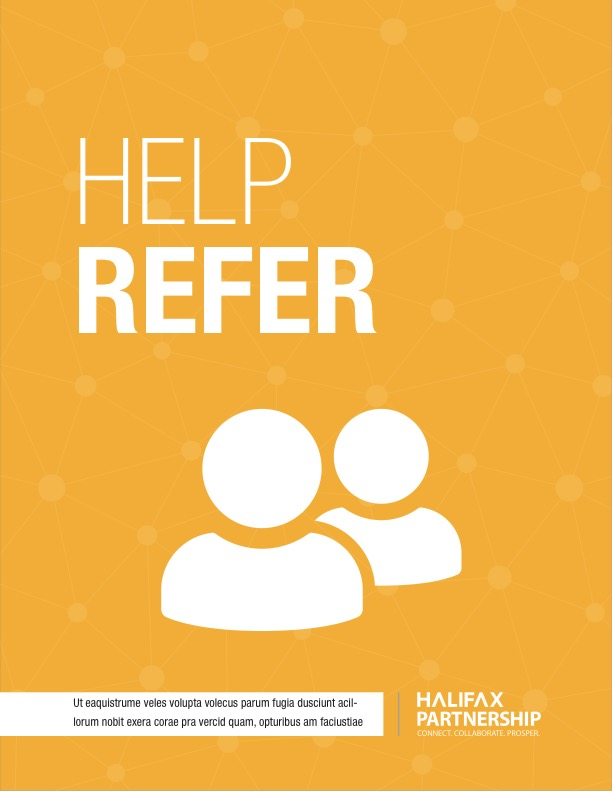 HELP
REFER
Ut eaquistrume veles volupta volecus parum fugia dusciunt acil-
lorum nobit exera corae pra vercid quam, opturibus am faciustiae
HALIFAX
PARTNERSHIP
CONNECT. COLLABORATE. PROSPER.